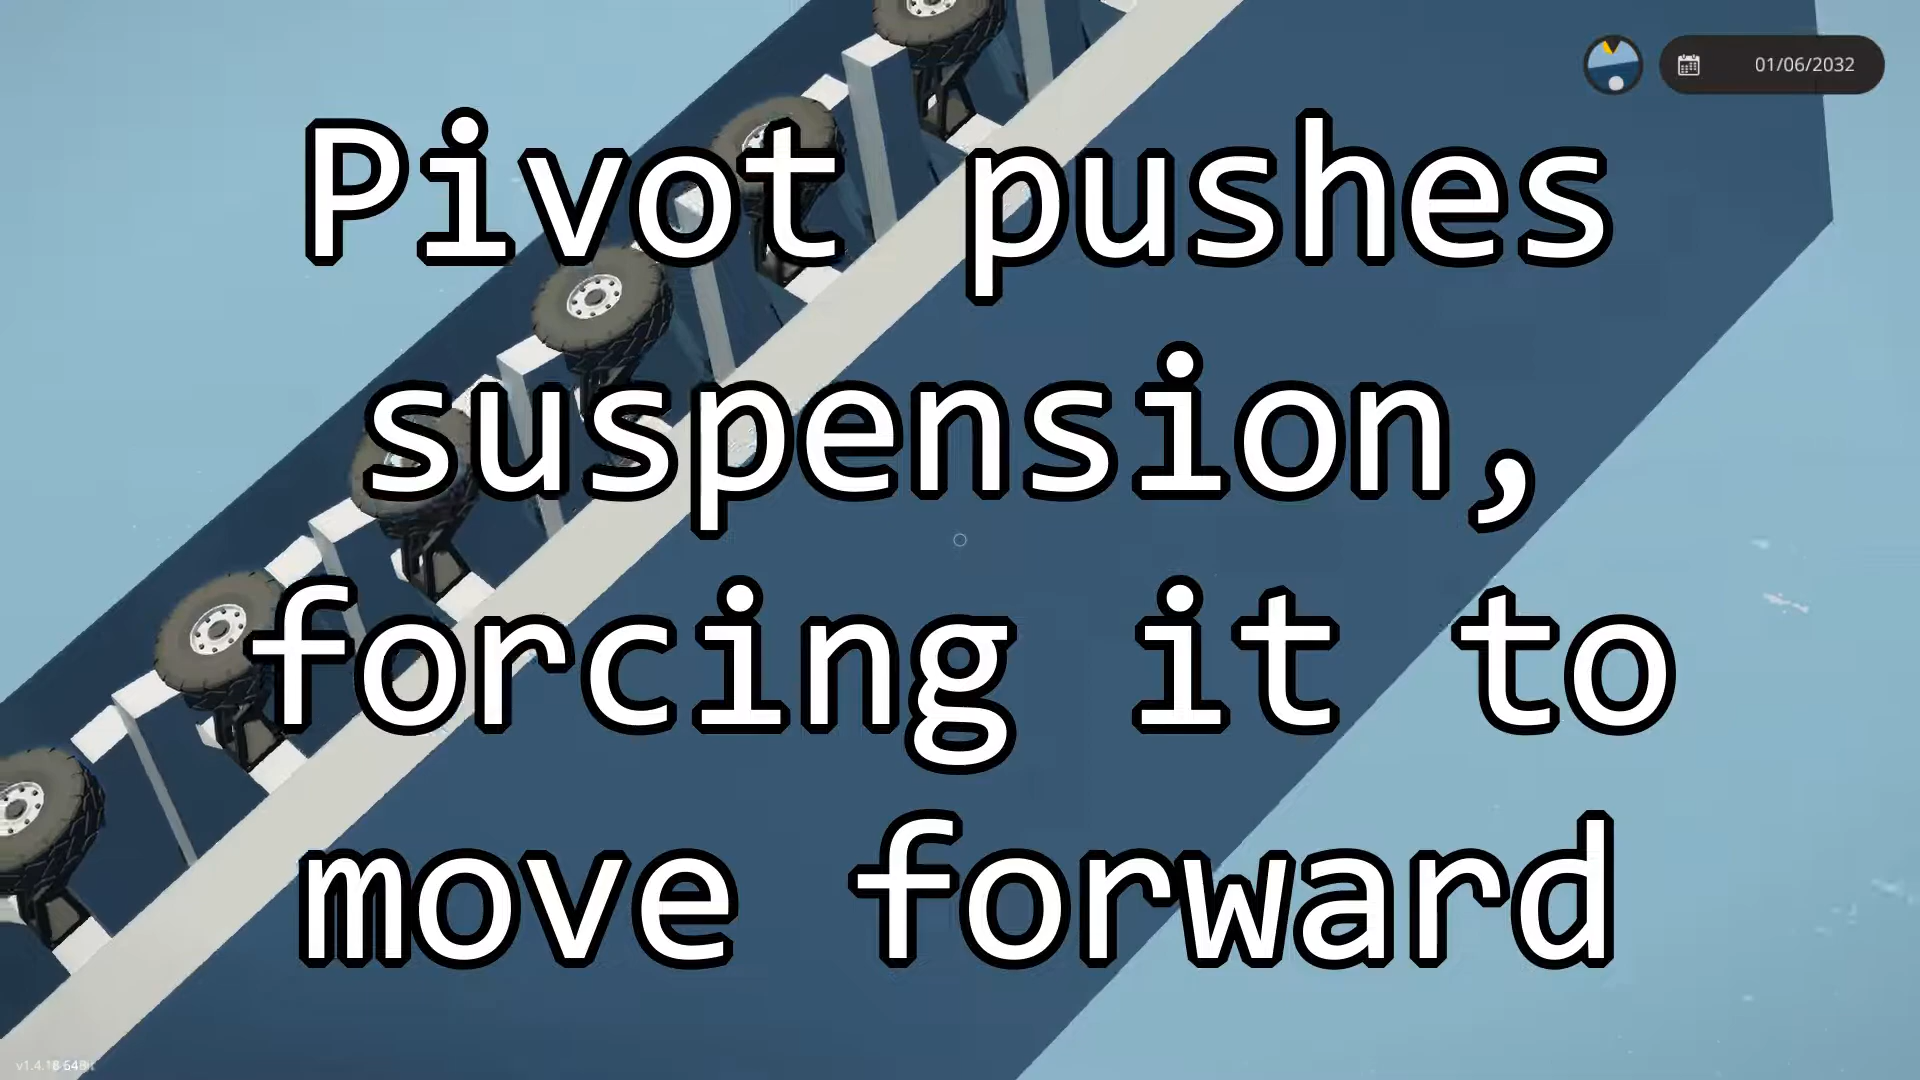 01/06/2032
Pivot pushes
suspension,
forcing it to
move forward